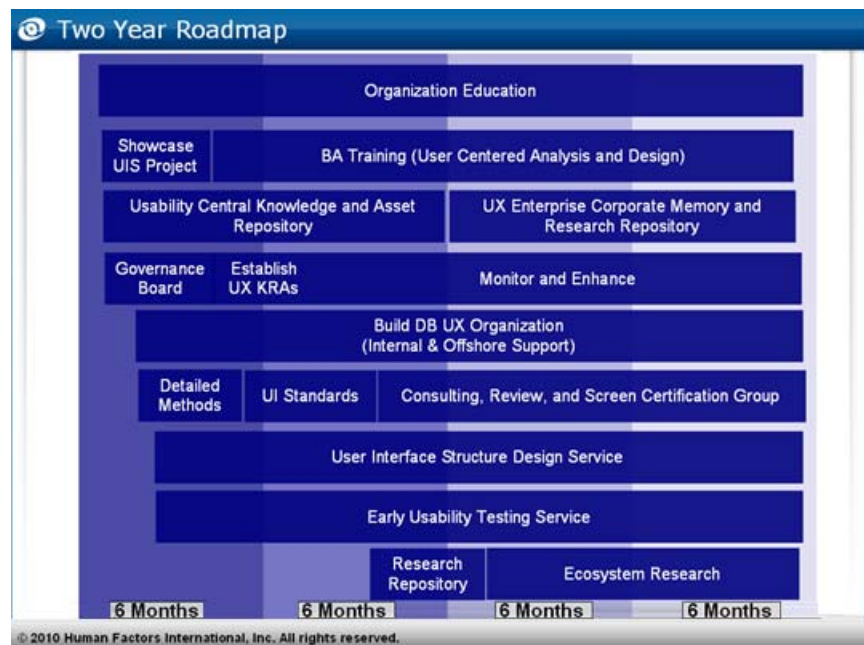 Two Year Roadmap
Organization Education
Showcase
UIS Project
BA Training (User Centered Analysis and Design)
Usability Central Knowledge and Asset
Repository
UX Enterprise Corporate Memory and
Research Repository
Governance
Board
Establish
UX KRAs
Monitor and Enhance
Build DB UX Organization
(Internal & Offshore Support)
Detailed
Methods
UI Standards
Consulting, Review, and Screen Certification Group
User Interface Structure Design Service
Early Usability Testing Service
Research
Repository
Ecosystem Research
6 Months
6 Months
6 Months
6 Months
© 2010 Human Factors International, Inc. All rights reserved.